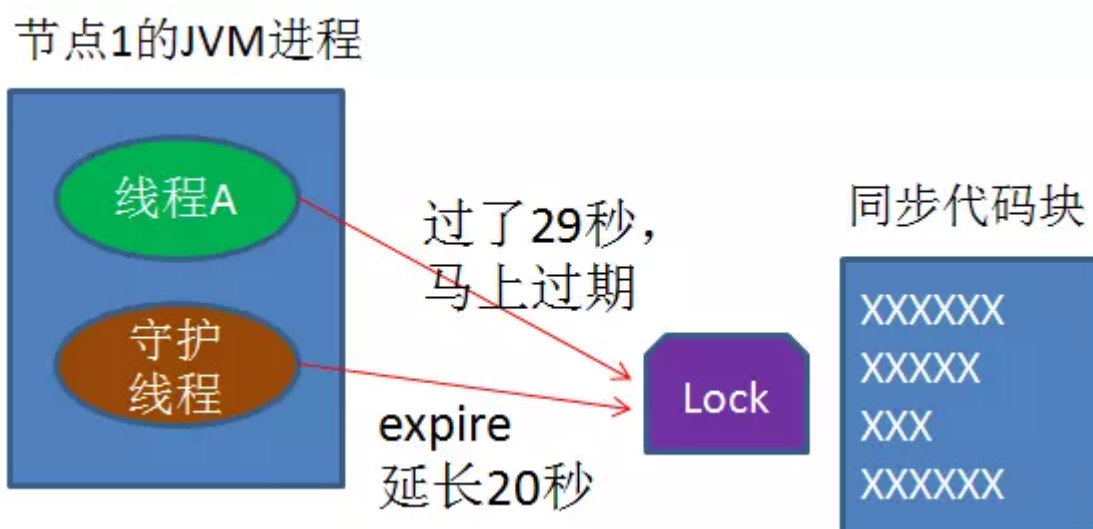 节点1的JVM进程
线程A
守护
线程
过了29秒，
马上过期
expire
延长20秒
Lock
同步代码块
XXXXXX
XXXXX
XXX
XXXXXX